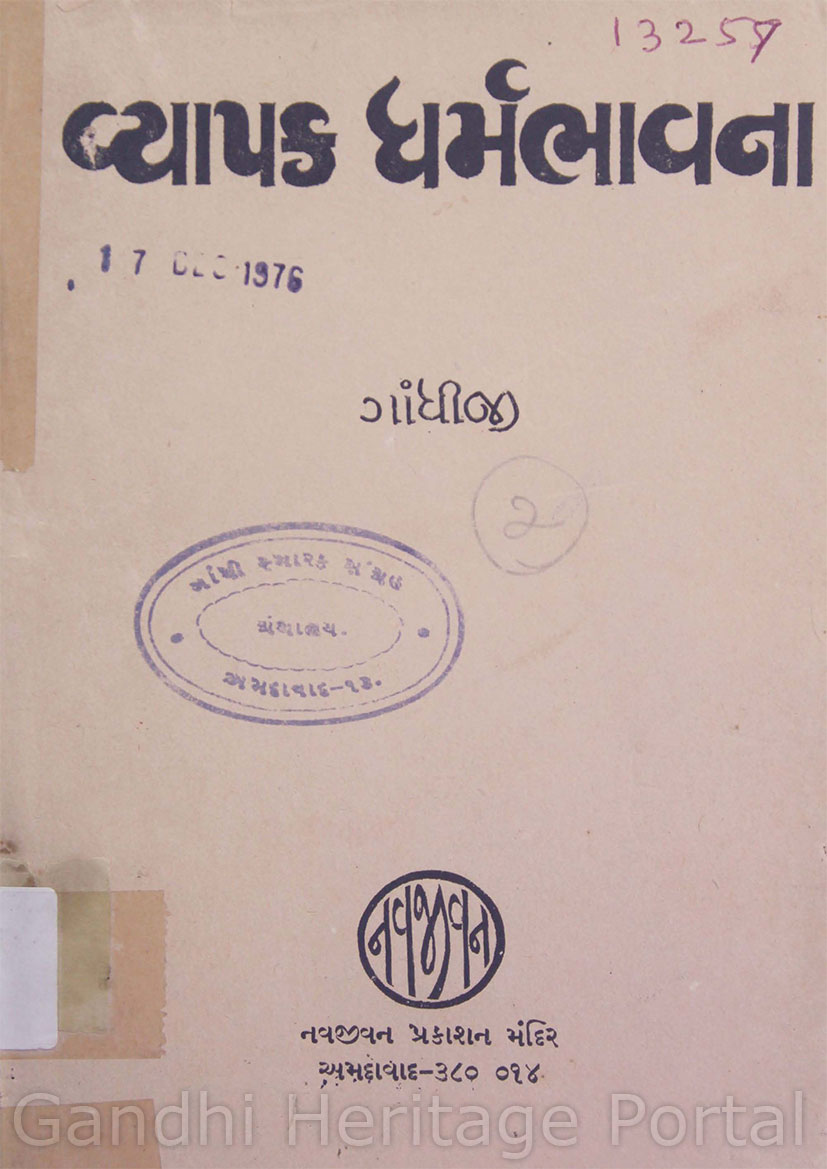 13257
વ્યાપક ધર્મભાવના
17 DEC 1976
ગાંધીજી
૨
ગાંધી સ્મારક સંગ્રહ
ગ્રંથાલય.
અમદાવાદ-૧૩.
નવજીવન
નવજીવન પ્રકાશન મંદિર
અમદાવાદ-૩૮૦ ૦૧૪
Gandhi Heritage Portal